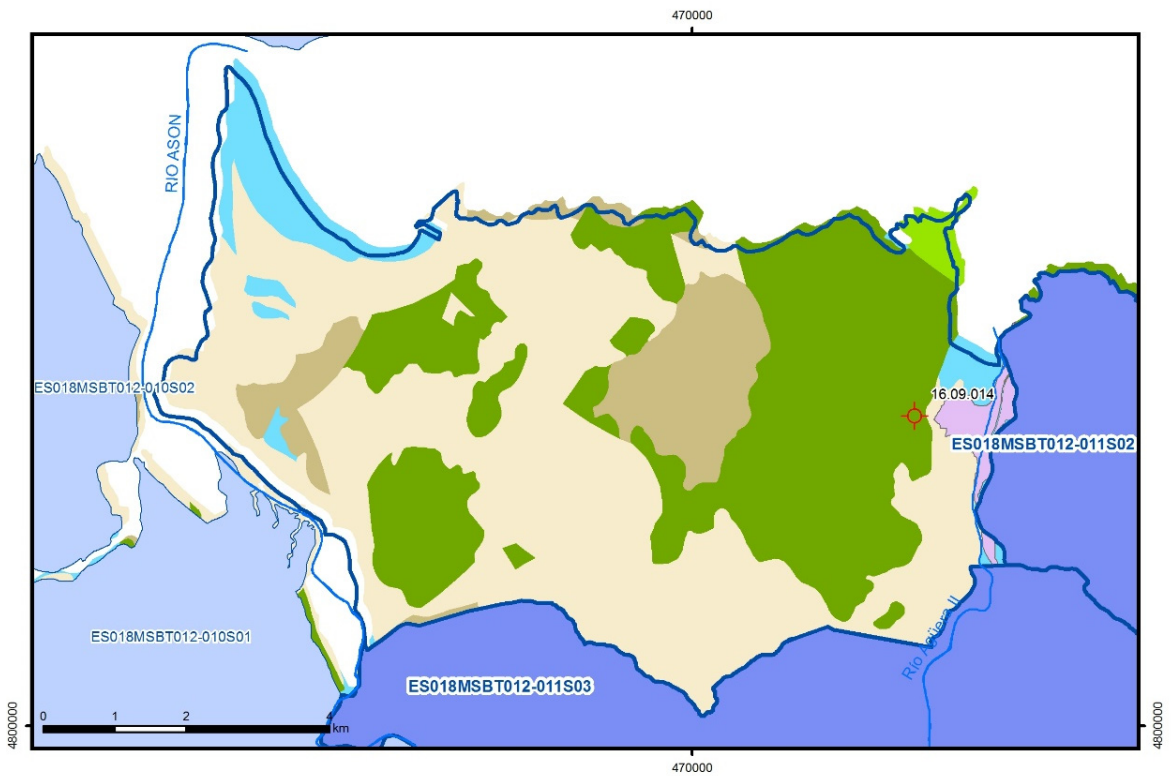 470000
RIO ASON
ES018MSBT012-010S02
16.09.014
ES018MSBT012-011S02
ES018MSBT012-010S01
Río Agüera II
ES018MSBT012-011S03
0 1 2 4
km
4800000
4800000
470000